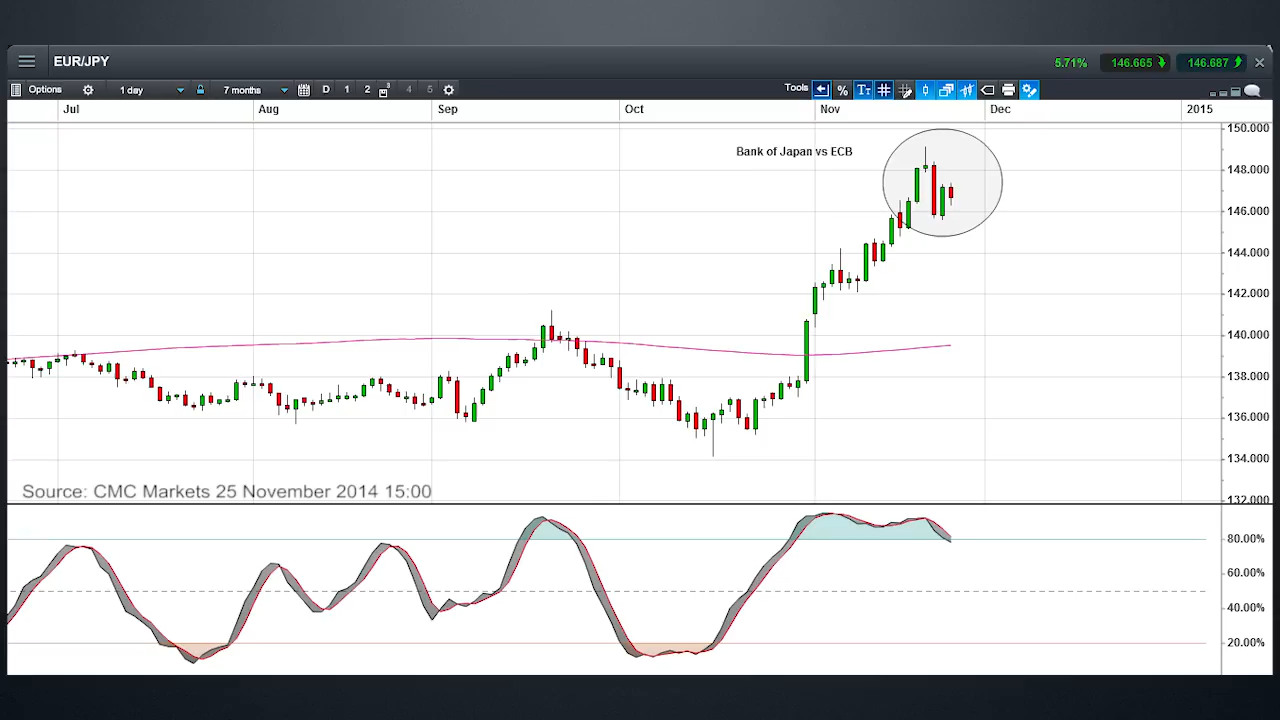 EUR/JPY 5.71% 146.665 146.687
Options 1 day 7 months D 1 2 3 4 5 Tools %
Jul Aug Sep Oct Nov Dec 2015
150.000
Bank of Japan vs ECB
148.000
146.000
144.000
142.000
140.000
138.000
136.000
134.000
Source: CMC Markets 25 November 2014 15:00
132.000
80.00%
60.00%
40.00%
20.00%